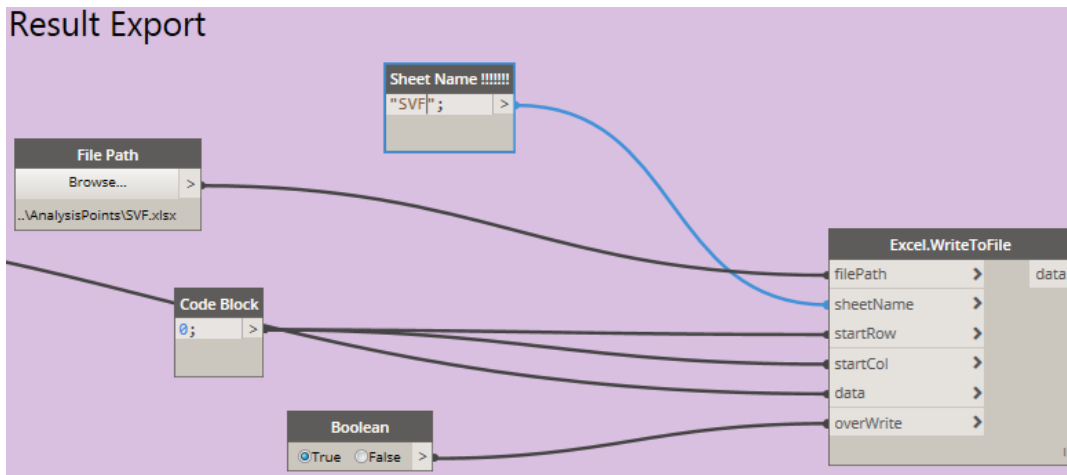 Result Export
Sheet Name !!!!!!!
"SVF";
>
File Path
Browse...
>
..\AnalysisPoints\SVF.xlsx
Excel.WriteToFile
filePath >
data
sheetName >
startRow >
startCol >
data >
overWrite >
Code Block
0;
>
Boolean
True False >